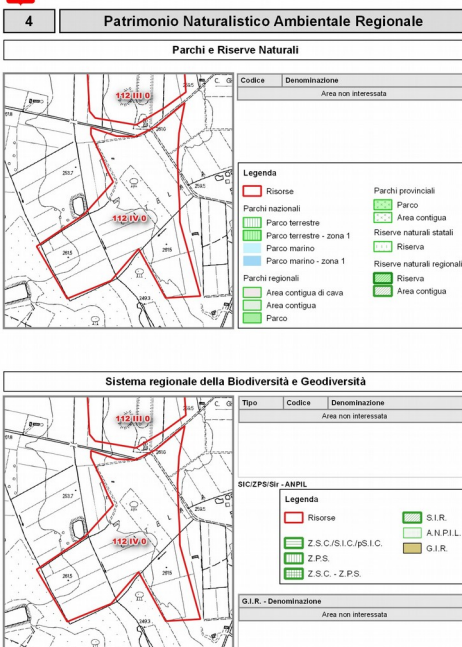 4 Patrimonio Naturalistico Ambientale Regionale
Parchi e Riserve Naturali
Codice Denominazione
Area non interessata
112 III 0
112 IV 0
Legenda
Risorse
Parchi nazionali
Parco terrestre
Parco terrestre - zona 1
Parco marino
Parco marino - zona 1
Parchi regionali
Area contigua di cava
Area contigua
Parco
Parchi provinciali
Parco
Area contigua
Riserve naturali statali
Riserva
Riserve naturali regionali
Riserva
Area contigua
Sistema regionale della Biodiversità e Geodiversità
Tipo Codice Denominazione
Area non interessata
112 III 0
112 IV 0
SIC/ZPS/Sir - ANPIL
Legenda
Risorse
Z.S.C./S.I.C./pS.I.C.
Z.P.S.
Z.S.C. - Z.P.S.
S.I.R.
A.N.P.I.L.
G.I.R.
G.I.R. - Denominazione
Area non interessata